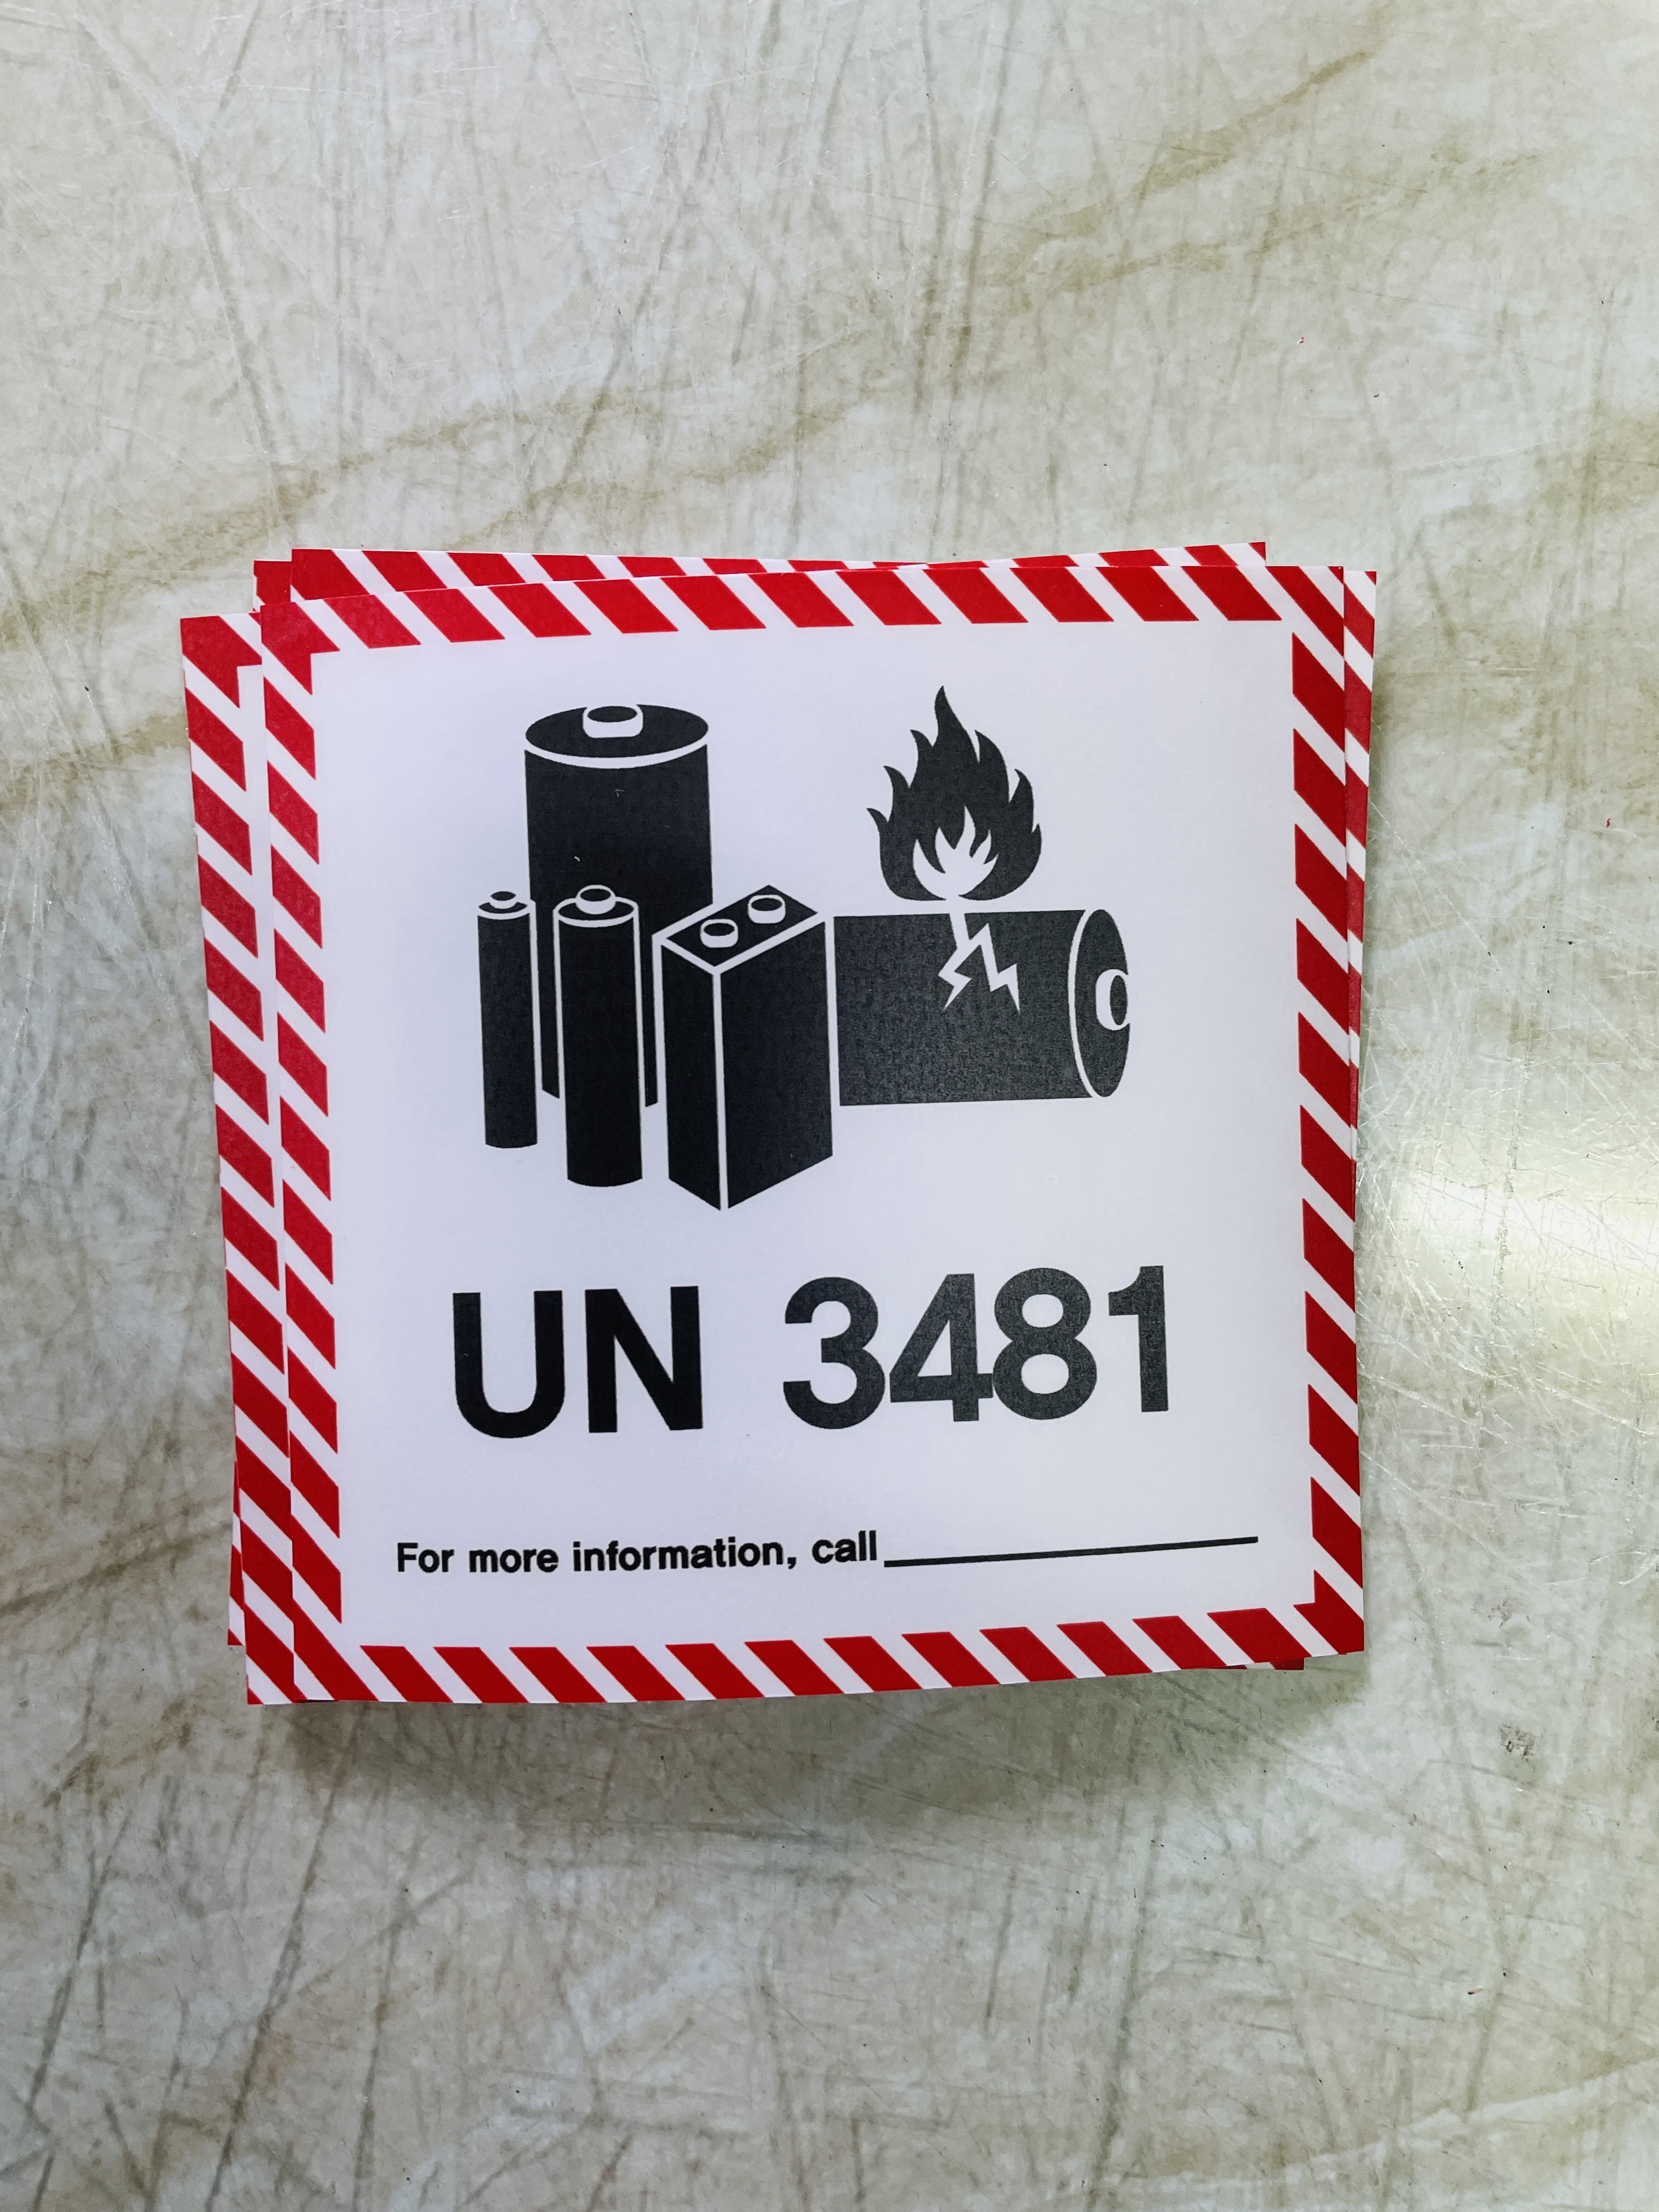 UN 3481
For more information, call